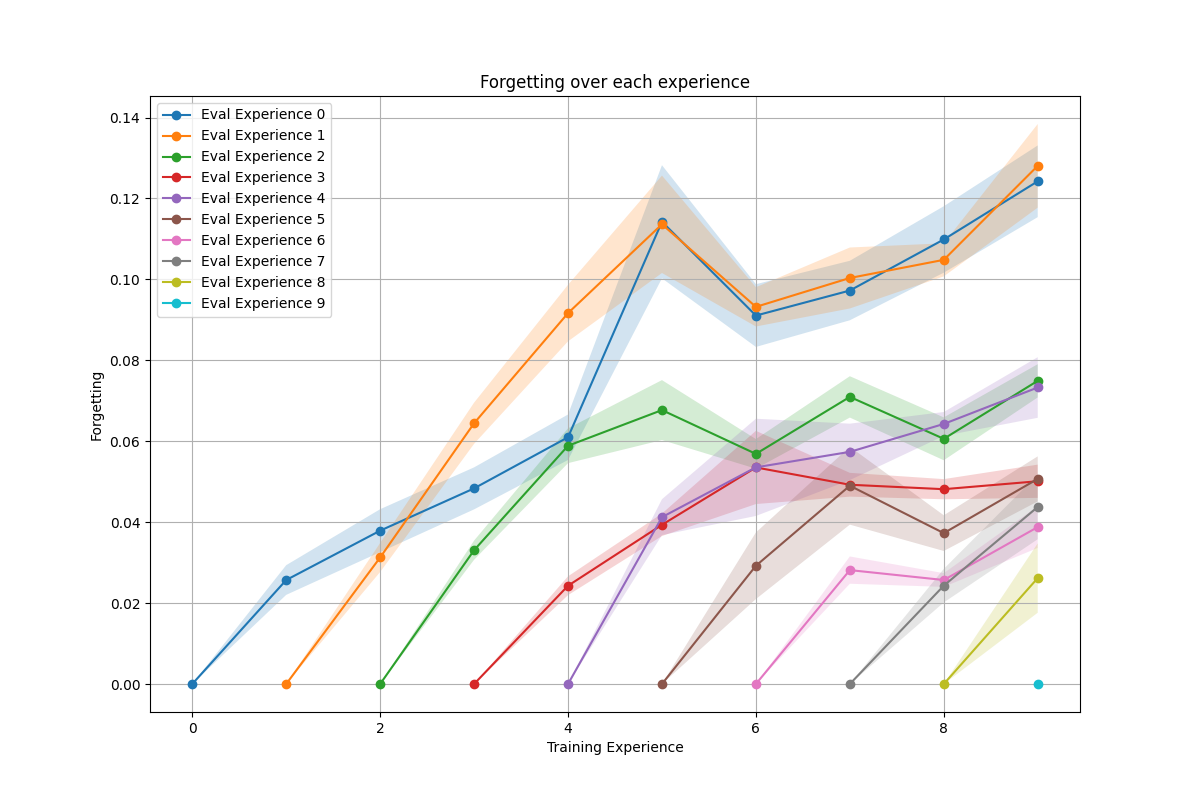 Forgetting over each experience
Eval Experience 0
Eval Experience 1
Eval Experience 2
Eval Experience 3
Eval Experience 4
Eval Experience 5
Eval Experience 6
Eval Experience 7
Eval Experience 8
Eval Experience 9
Forgetting
0.14
0.12
0.10
0.08
0.06
0.04
0.02
0.00
0 2 4 6 8
Training Experience